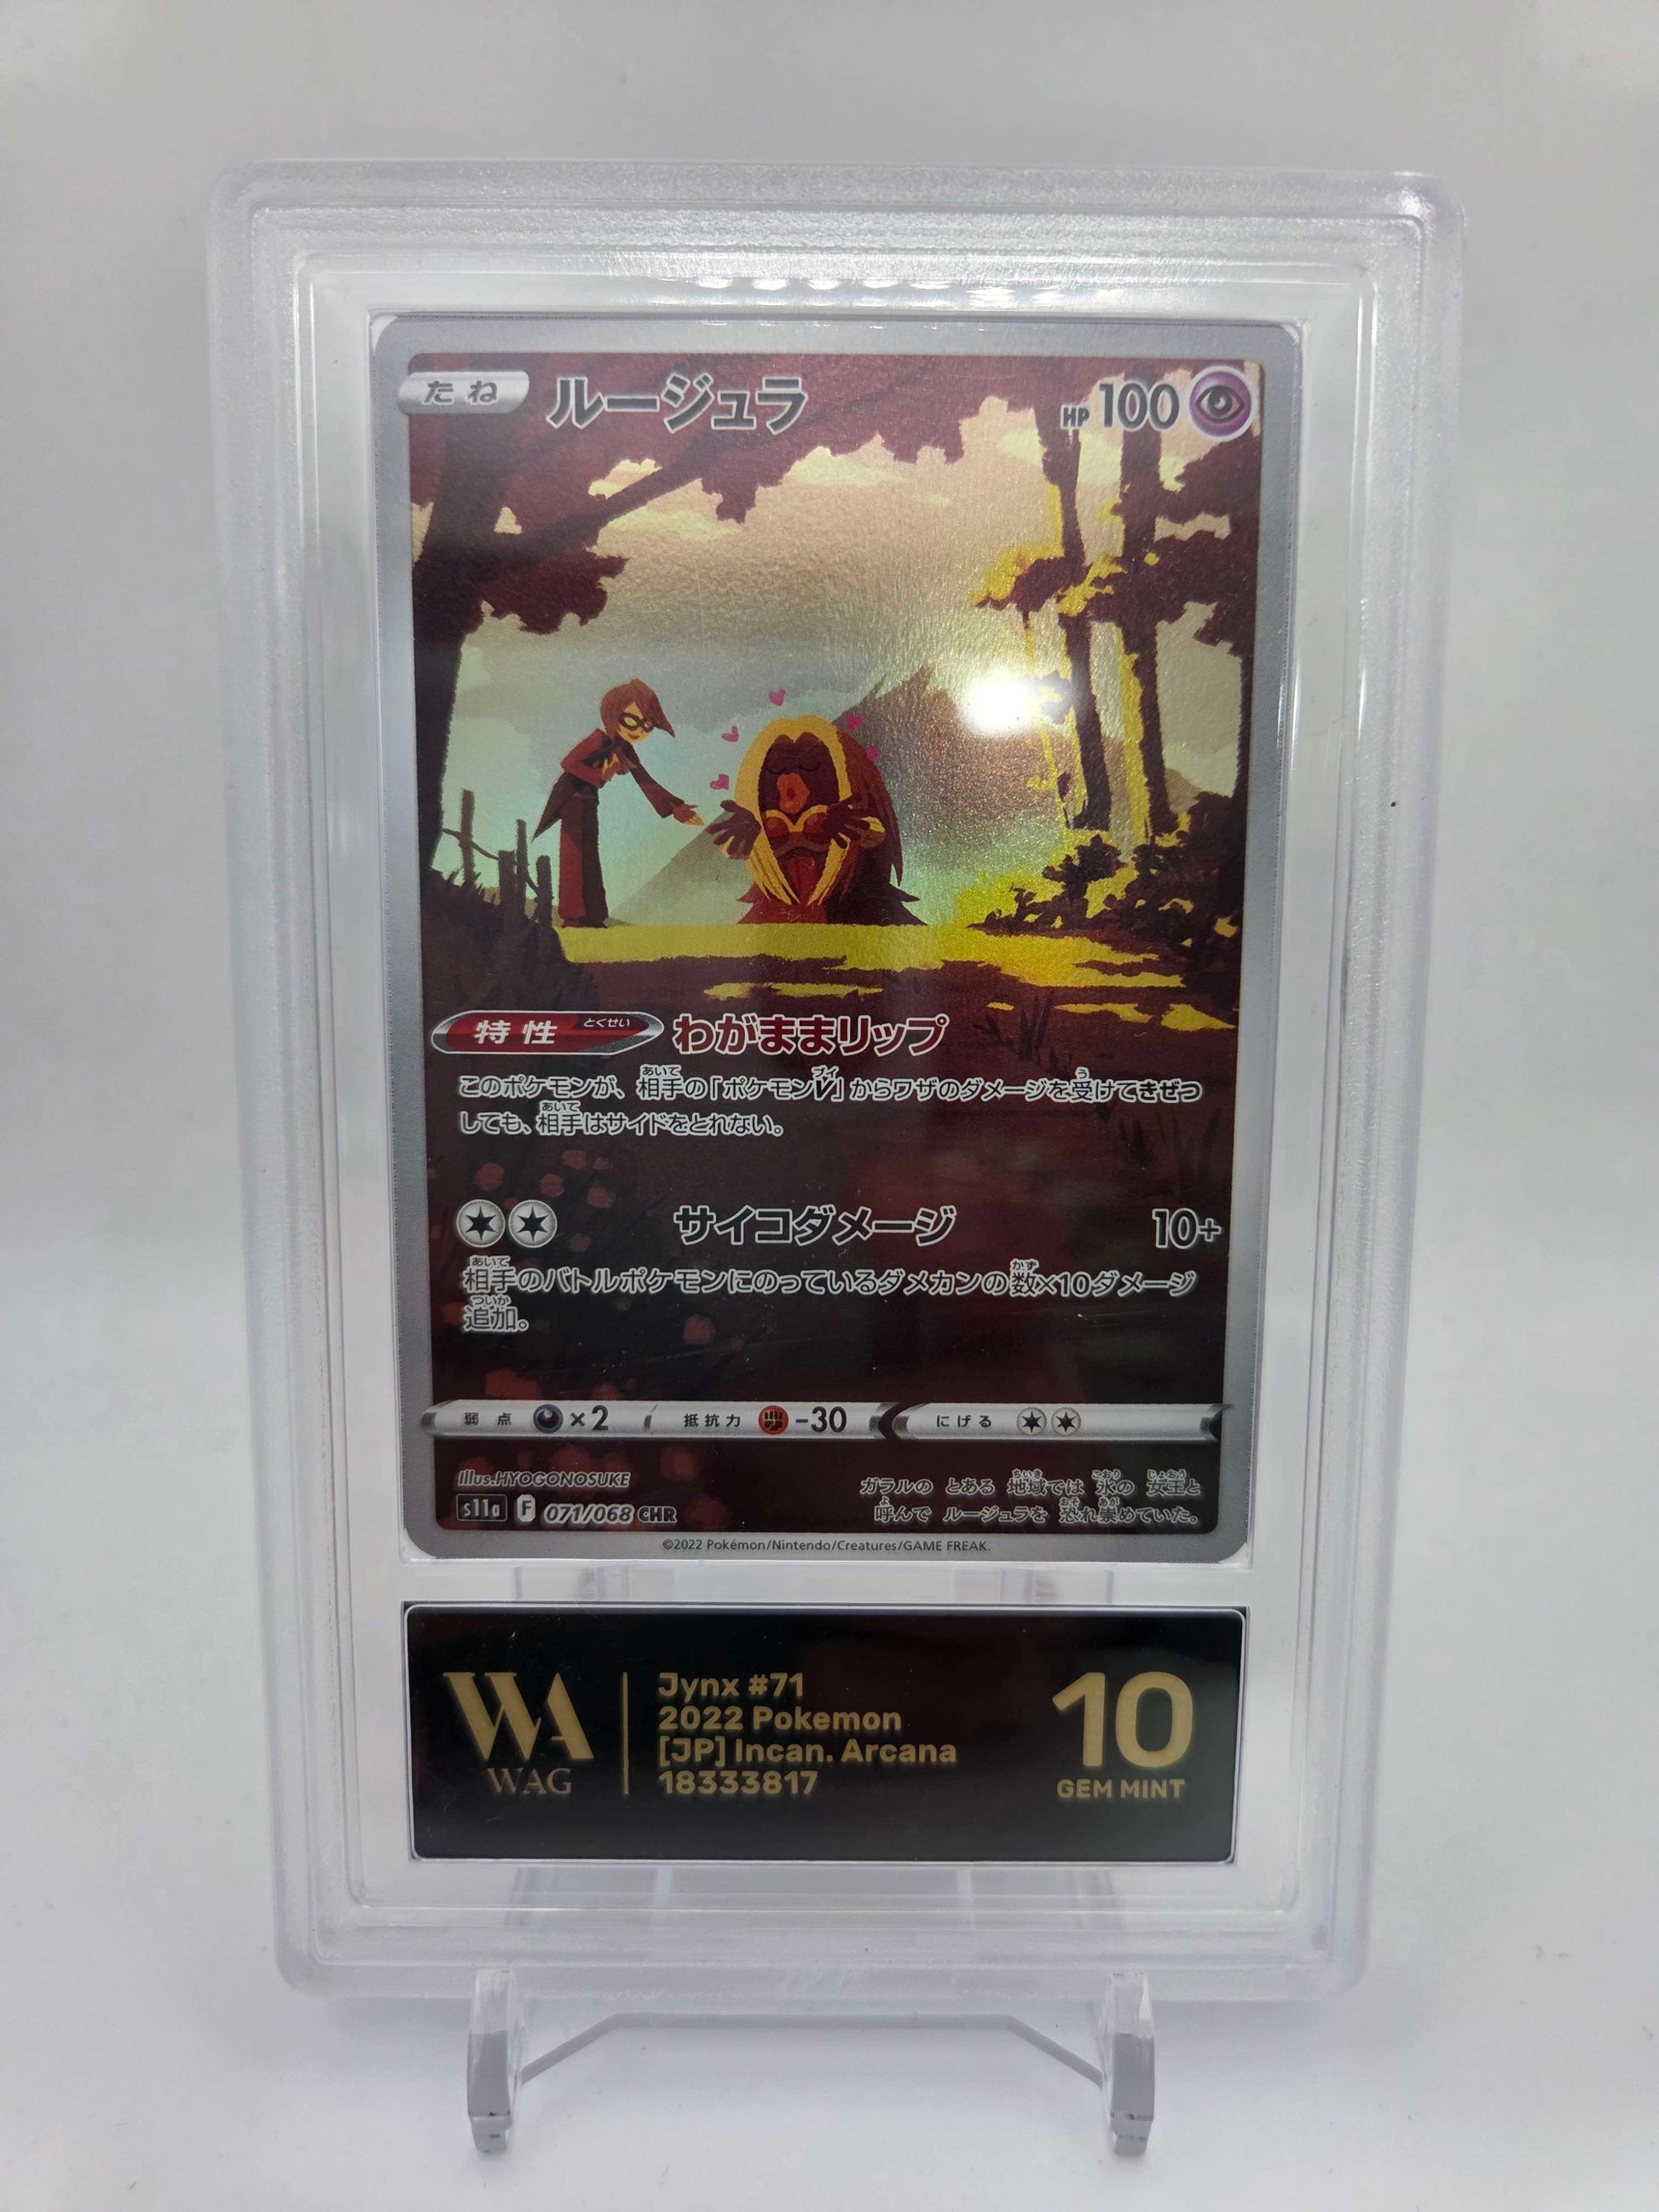 たね ルージュラ HP 100
特性 とくせい わがままリップ
このポケモンが、相手の「ポケモンV」からワザのダメージを受けてきぜつ
しても、相手はサイドをとれない。
サイコダメージ 10+
相手のバトルポケモンにのっているダメカンの数×10ダメージ
追加。
弱点 ×2 抵抗力 -30 にげる
illus.HYOGONOSUKE
s11a F 071/068 CHR
ガラルの とある 地域では 氷の 女王と
呼んで ルージュラを 恐れ崇めていた。
©2022 Pokémon/Nintendo/Creatures/GAME FREAK.
WA
WAG
Jynx #71
2022 Pokemon
[JP] Incan. Arcana
18333817
10
GEM MINT